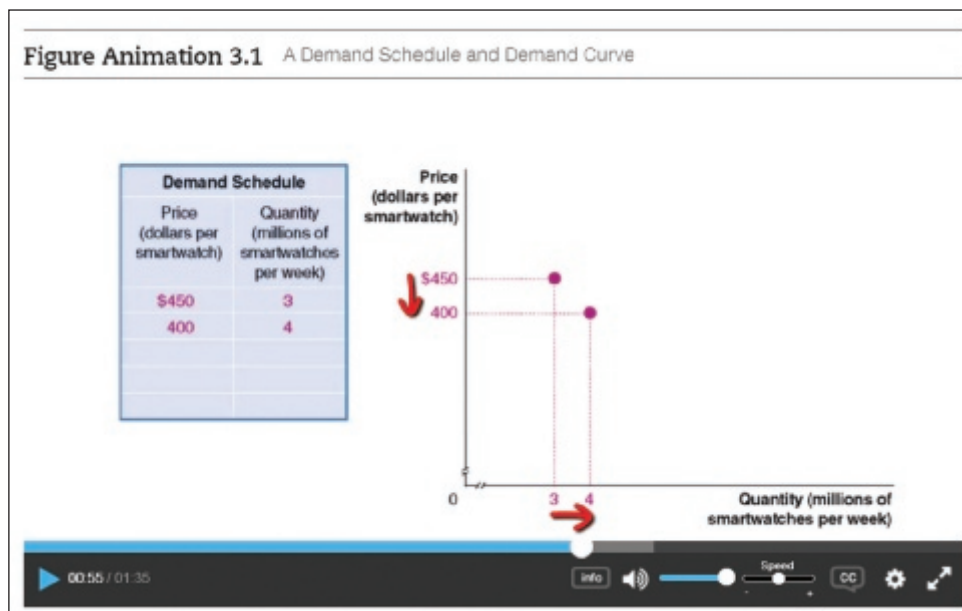 Figure Animation 3.1 A Demand Schedule and Demand Curve
Demand Schedule
Price
(dollars per
smartwatch)
Quantity
(millions of
smartwatches
per week)
$450 3
400 4
Price
(dollars per
smartwatch)
$450
400
0 3 4
Quantity (millions of
smartwatches per week)
00:55 / 01:35
info
Speed
- +
CC